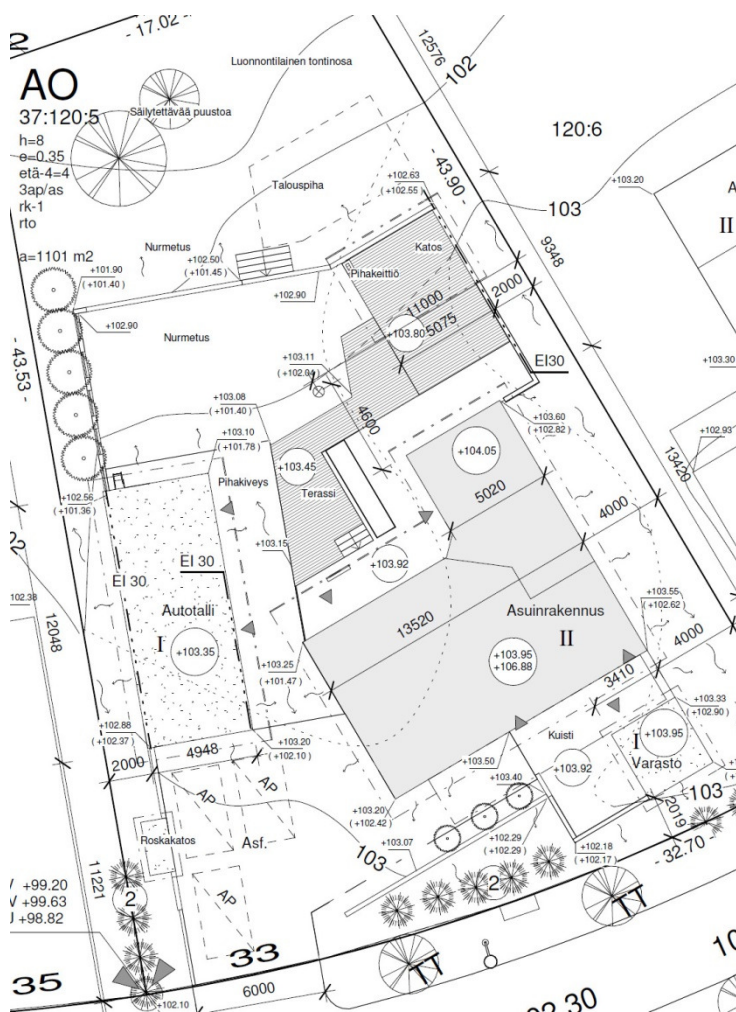 - 17.02 -
Luonnontilainen tontinosa
12576
102
AO
37:120:5
Säilytettävää puustoa
h=8
e=0.35
etä-4=4
3ap/as
rk-1
rto
a=1101 m2
120:6
Talouspiha
+102.63
(+102.55)
- 43.90 -
103
+103.20
II
9348
Nurmetus
+102.50
(+101.45)
Katos
Pihakeittiö
+101.90
(+101.40)
+102.90
+102.90
Nurmetus
11000
2000
+103.80
5075
- 43.53 -
+103.11
(+102.04)
EI30
+103.30
+103.08
(+101.40)
+103.60
(+102.82)
+103.10
(+101.78)
4600
+104.05
+102.93
13420
+103.45
Pihakiveys
Terassi
5020
+102.56
(+101.36)
4000
+103.15
EI 30
EI 30
+103.92
Autotalli
I
+103.35
13520
Asuinrakennus
II
+103.55
(+102.62)
+102.38
12048
+103.95
+106.88
4000
+103.25
(+101.47)
3410
+103.33
(+102.90)
+102.88
(+102.37)
4948
+103.20
(+102.10)
2000
Kuisti
I
+103.95
Varasto
+103.50
+103.92
+103.40
103
AP
AP
+103.20
(+102.42)
2019
Roskakatos
Asf.
103
+103.07
+102.29
(+102.29)
+102.18
(+102.17)
- 32.70 -
AP
11221
+99.20
+99.63
+98.82
2
2
TT
33
TT
35
6000
+102.10